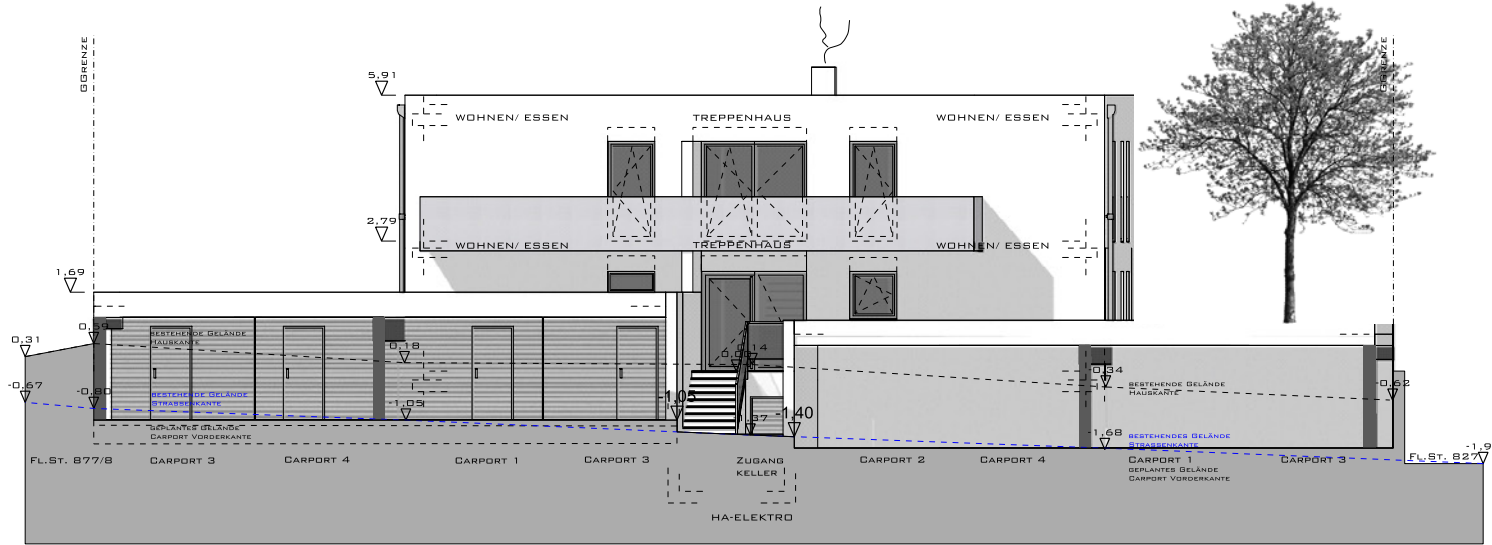 GGRENZE
GGRENZE
5,91
WOHNEN/ ESSEN
TREPPENHAUS
WOHNEN/ ESSEN
2,79
WOHNEN/ ESSEN
TREPPENHAUS
WOHNEN/ ESSEN
1,69
0,59
BESTEHENDE GELÄNDE
HAUSKANTE
0,31
0,18
0,00
0,14
-0,34
-0,67
-0,80
BESTEHENDE GELÄNDE
STRASSENKANTE
-1,05
-1,05
-1,40
BESTEHENDE GELÄNDE
HAUSKANTE
-0,62
GEPLANTES GELÄNDE
CARPORT VORDERKANTE
-1,68
BESTEHENDES GELÄNDE
STRASSENKANTE
-1,9
FL.ST. 877/8
CARPORT 3
CARPORT 4
CARPORT 1
CARPORT 3
ZUGANG
KELLER
CARPORT 2
CARPORT 4
CARPORT 1
GEPLANTES GELÄNDE
CARPORT VORDERKANTE
CARPORT 3
FL.ST. 827
HA-ELEKTRO